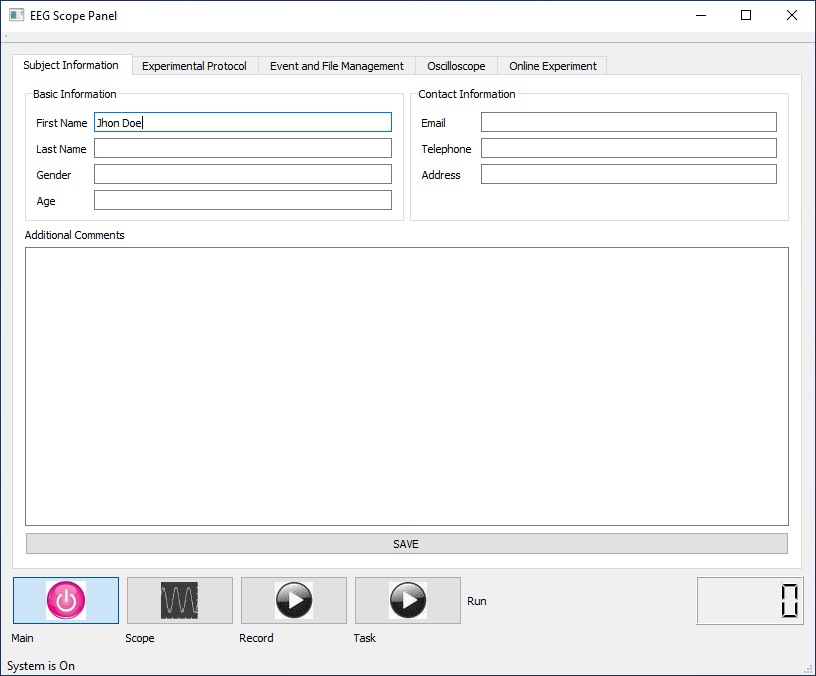 EEG Scope Panel
Subject Information Experimental Protocol Event and File Management Oscilloscope Online Experiment
Basic Information
First Name Jhon Doe
Last Name
Gender
Age
Contact Information
Email
Telephone
Address
Additional Comments
SAVE
Run
0
Main Scope Record Task
System is On